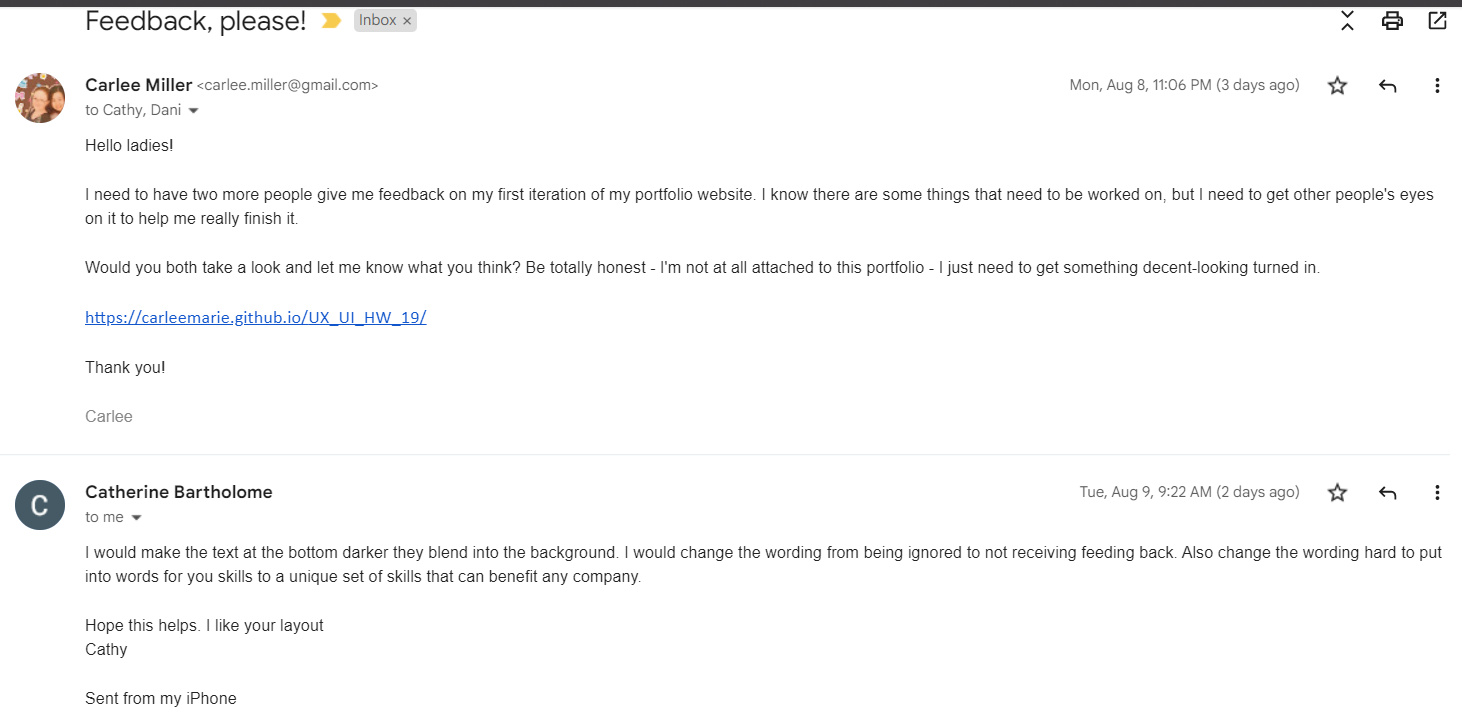 Feedback, please! Inbox ×
Carlee Miller <carlee.miller@gmail.com> Mon, Aug 8, 11:06 PM (3 days ago)
to Cathy, Dani
Hello ladies!
I need to have two more people give me feedback on my first iteration of my portfolio website. I know there are some things that need to be worked on, but I need to get other people's eyes
on it to help me really finish it.
Would you both take a look and let me know what you think? Be totally honest - I'm not at all attached to this portfolio - I just need to get something decent-looking turned in.
https://carleemarie.github.io/UX_UI_HW_19/
Thank you!
Carlee
C
Catherine Bartholome Tue, Aug 9, 9:22 AM (2 days ago)
to me
I would make the text at the bottom darker they blend into the background. I would change the wording from being ignored to not receiving feeding back. Also change the wording hard to put
into words for you skills to a unique set of skills that can benefit any company.
Hope this helps. I like your layout
Cathy
Sent from my iPhone